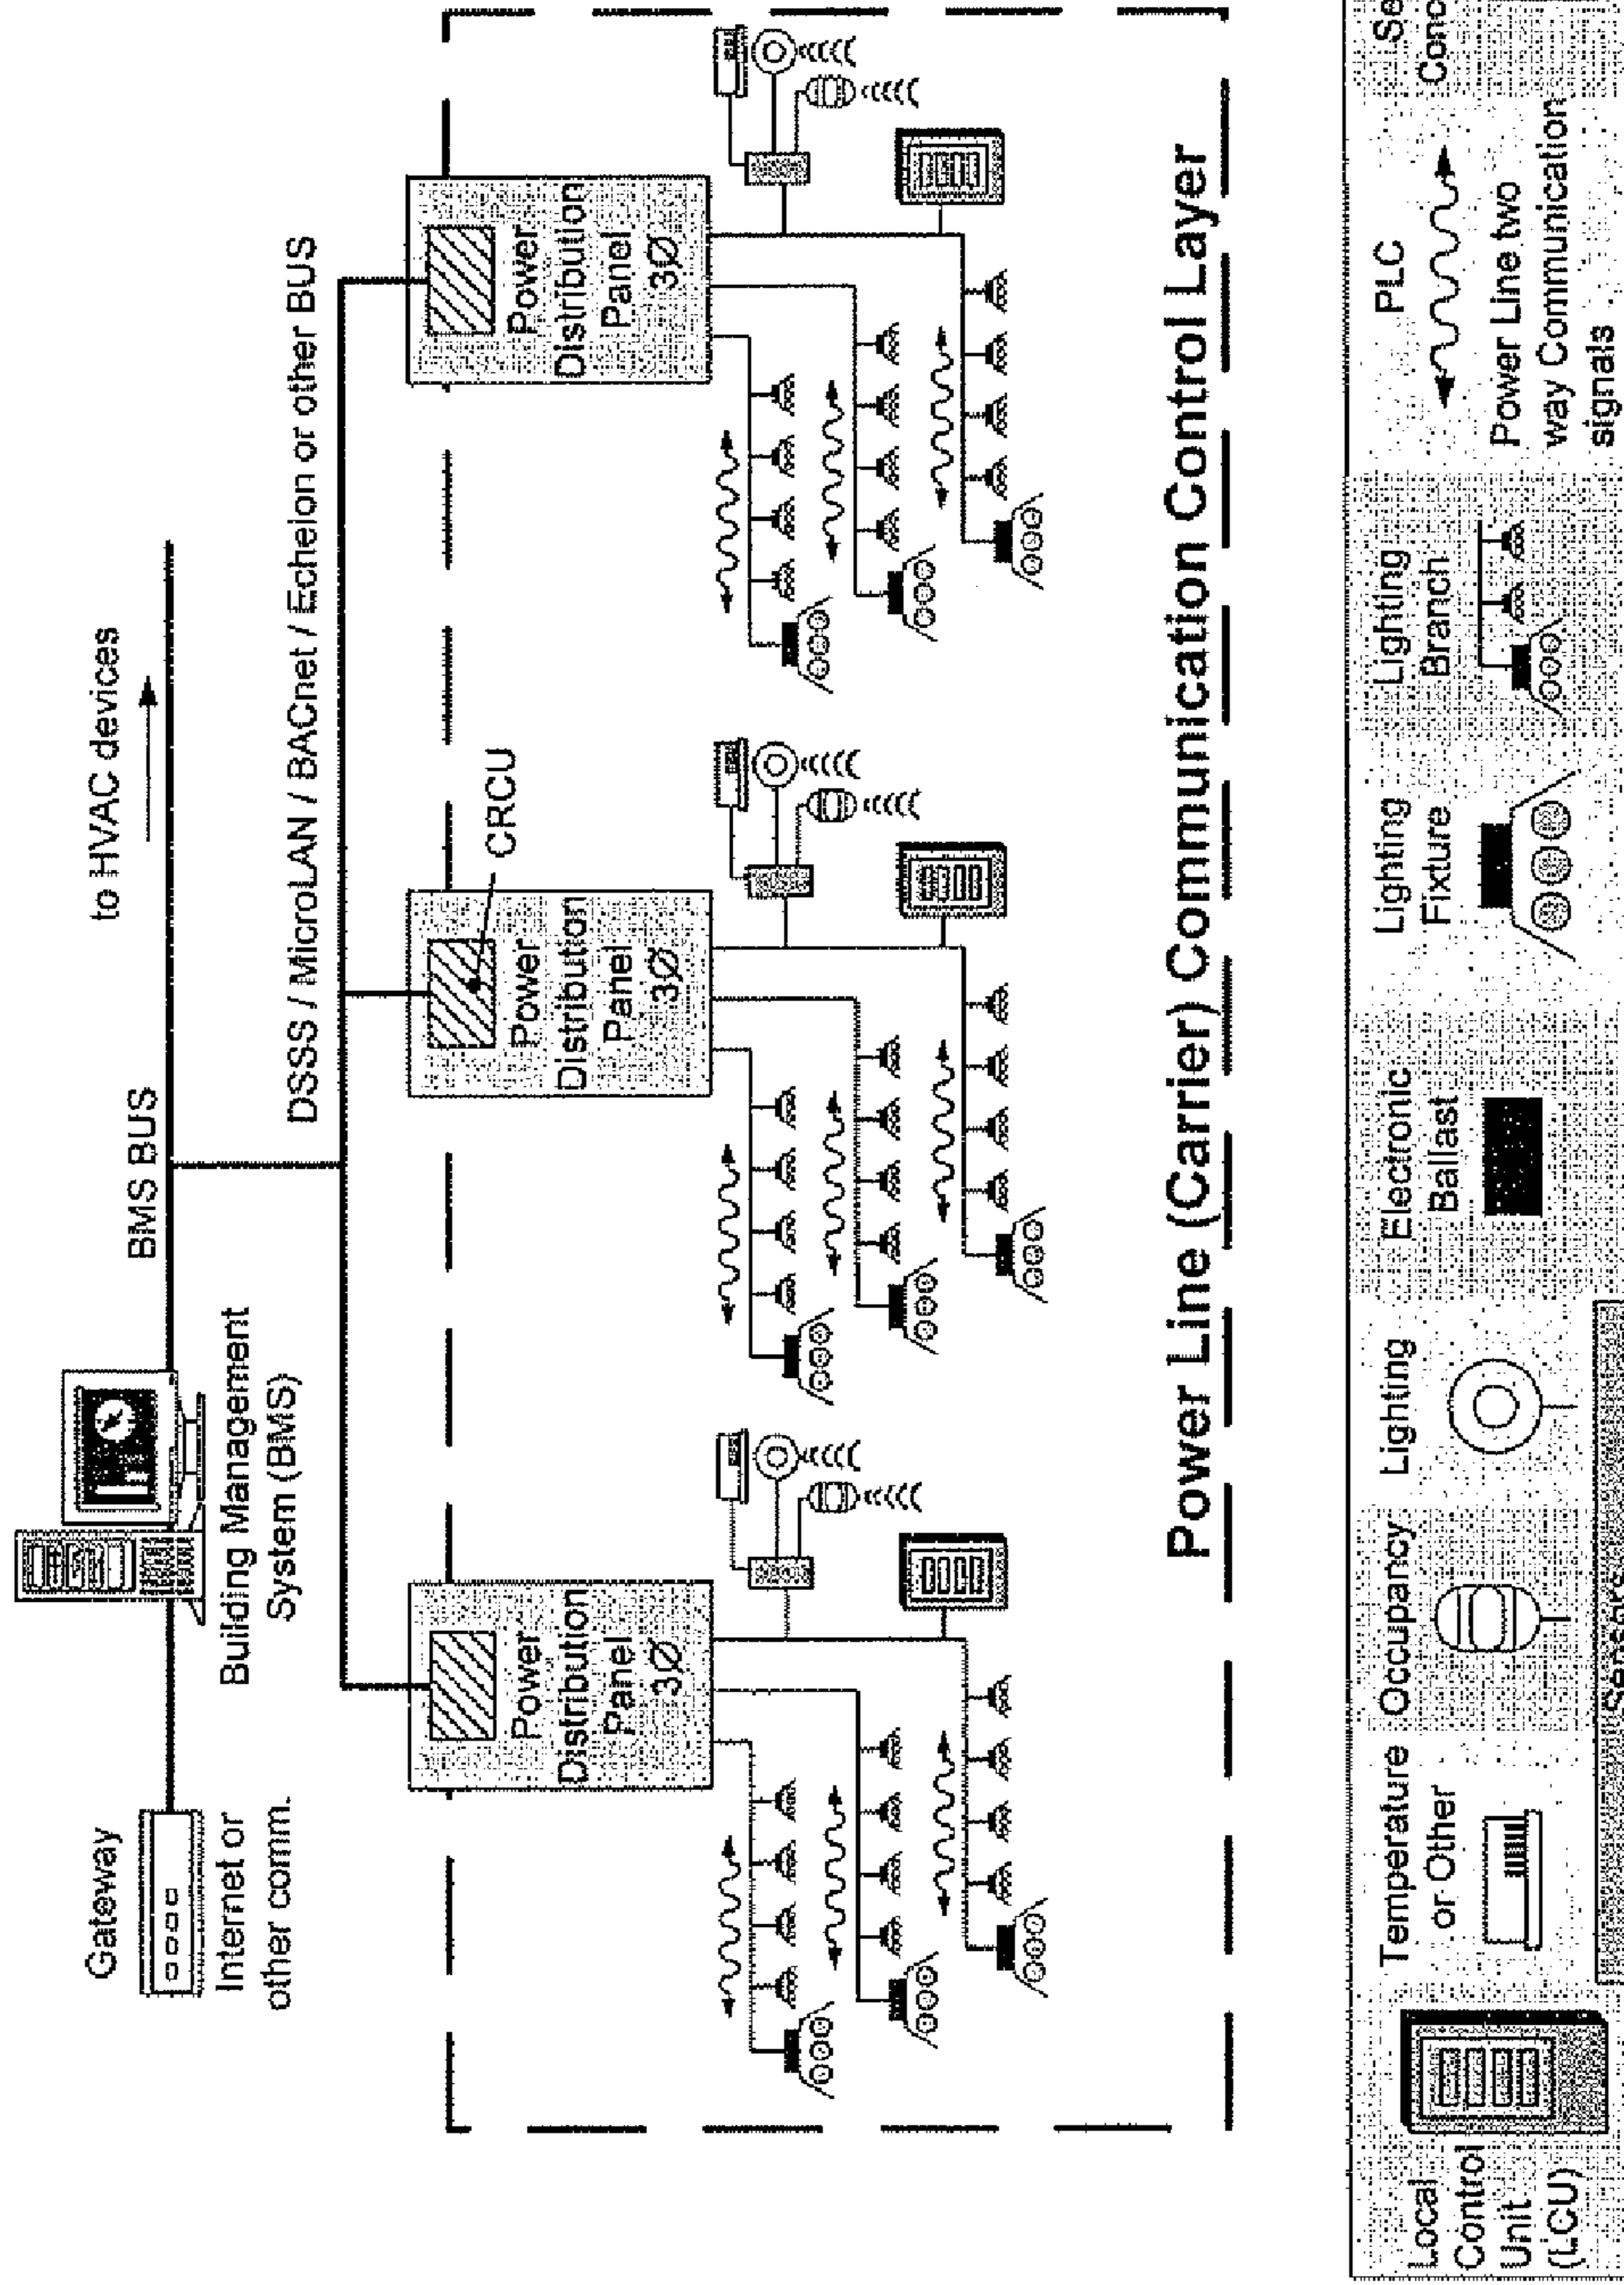 Gateway
Internet or
other comm.
Building Management
System (BMS)
BMS BUS
to HVAC devices
DSSS / MicroLAN / BACnet / Echelon or other BUS
CRCU
Power
Distribution
Panel
3Ø
Power
Distribution
Panel
3Ø
Power
Distribution
Panel
3Ø
Power Line (Carrier) Communication Control Layer
Local
Control
Unit
(LCU)
Temperature
or Other
Occupancy
Lighting
Sensors
Electronic
Ballast
Lighting
Fixture
Lighting
Branch
PLC
Power Line two
way Communication
signals